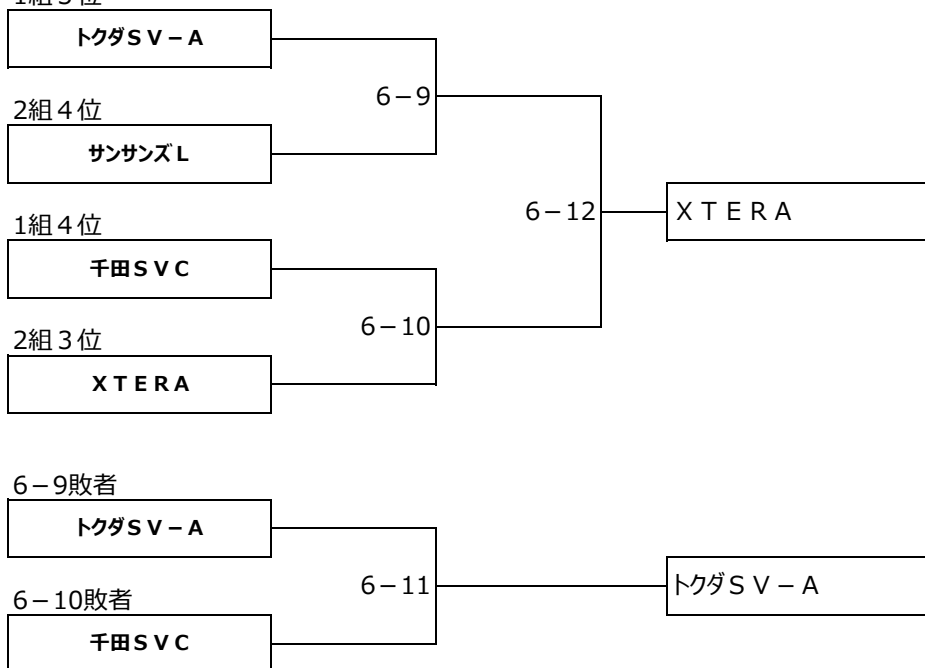 トクダSV－A
6－9
2組４位
サンサンズL
6－12
XTERA
1組４位
千田SVC
6－10
2組３位
XTERA
6－9敗者
トクダSV－A
6－11
トクダSV－A
6－10敗者
千田SVC